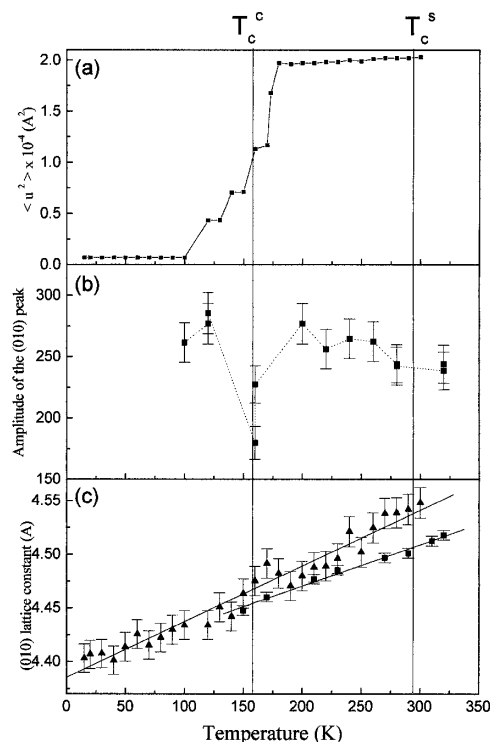 T_c^c T_c^s
(a)
2.0
1.5
1.0
0.5
0.0
< u² > x 10⁻⁴ (A²)
(b)
300
250
200
150
Amplitude of the (010) peak
(c)
4.55
4.50
4.45
4.40
((010) lattice constant (A)
0 50 100 150 200 250 300 350
Temperature (K)